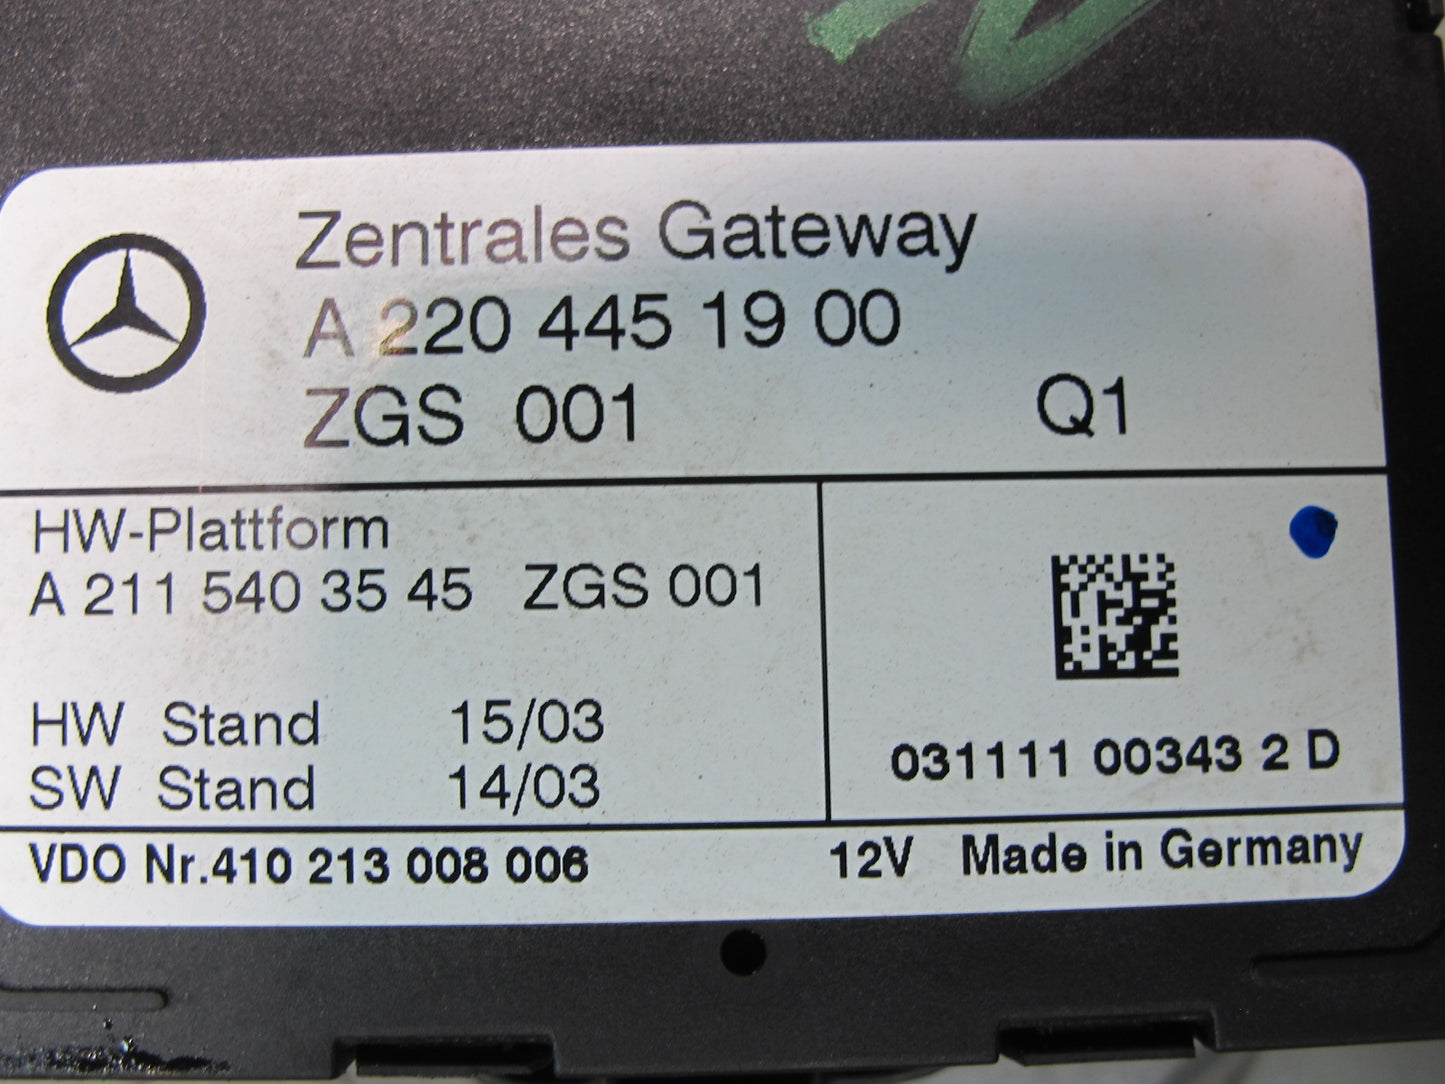 Zentrales Gateway
A 220 445 19 00
ZGS 001 Q1
HW-Plattform
A 211 540 35 45 ZGS 001
HW Stand 15/03
SW Stand 14/03
031111 00343 2 D
VDO Nr.410 213 008 006 12V Made in Germany